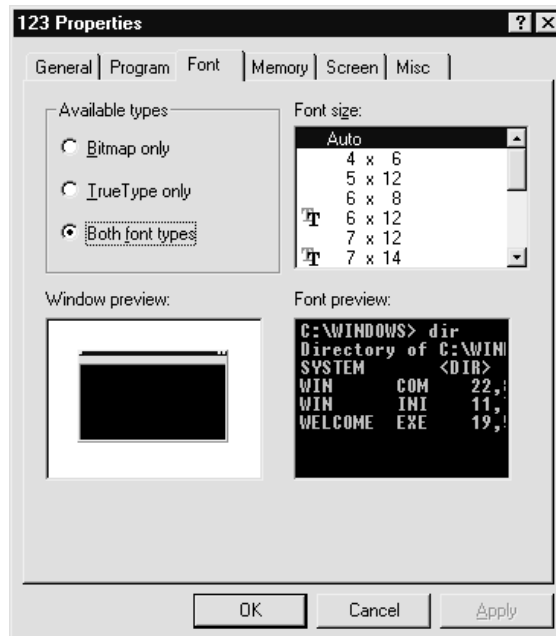 123 Properties
General Program Font Memory Screen Misc
Available types
Bitmap only
TrueType only
Both font types
Font size:
Auto
4 x 6
5 x 12
6 x 8
6 x 12
7 x 12
7 x 14
Window preview:
Font preview:
C:\WINDOWS> dir
Directory of C:\WIN
SYSTEM <DIR>
WIN COM 22,
WIN INI 11,
WELCOME EXE 19,
OK Cancel Apply